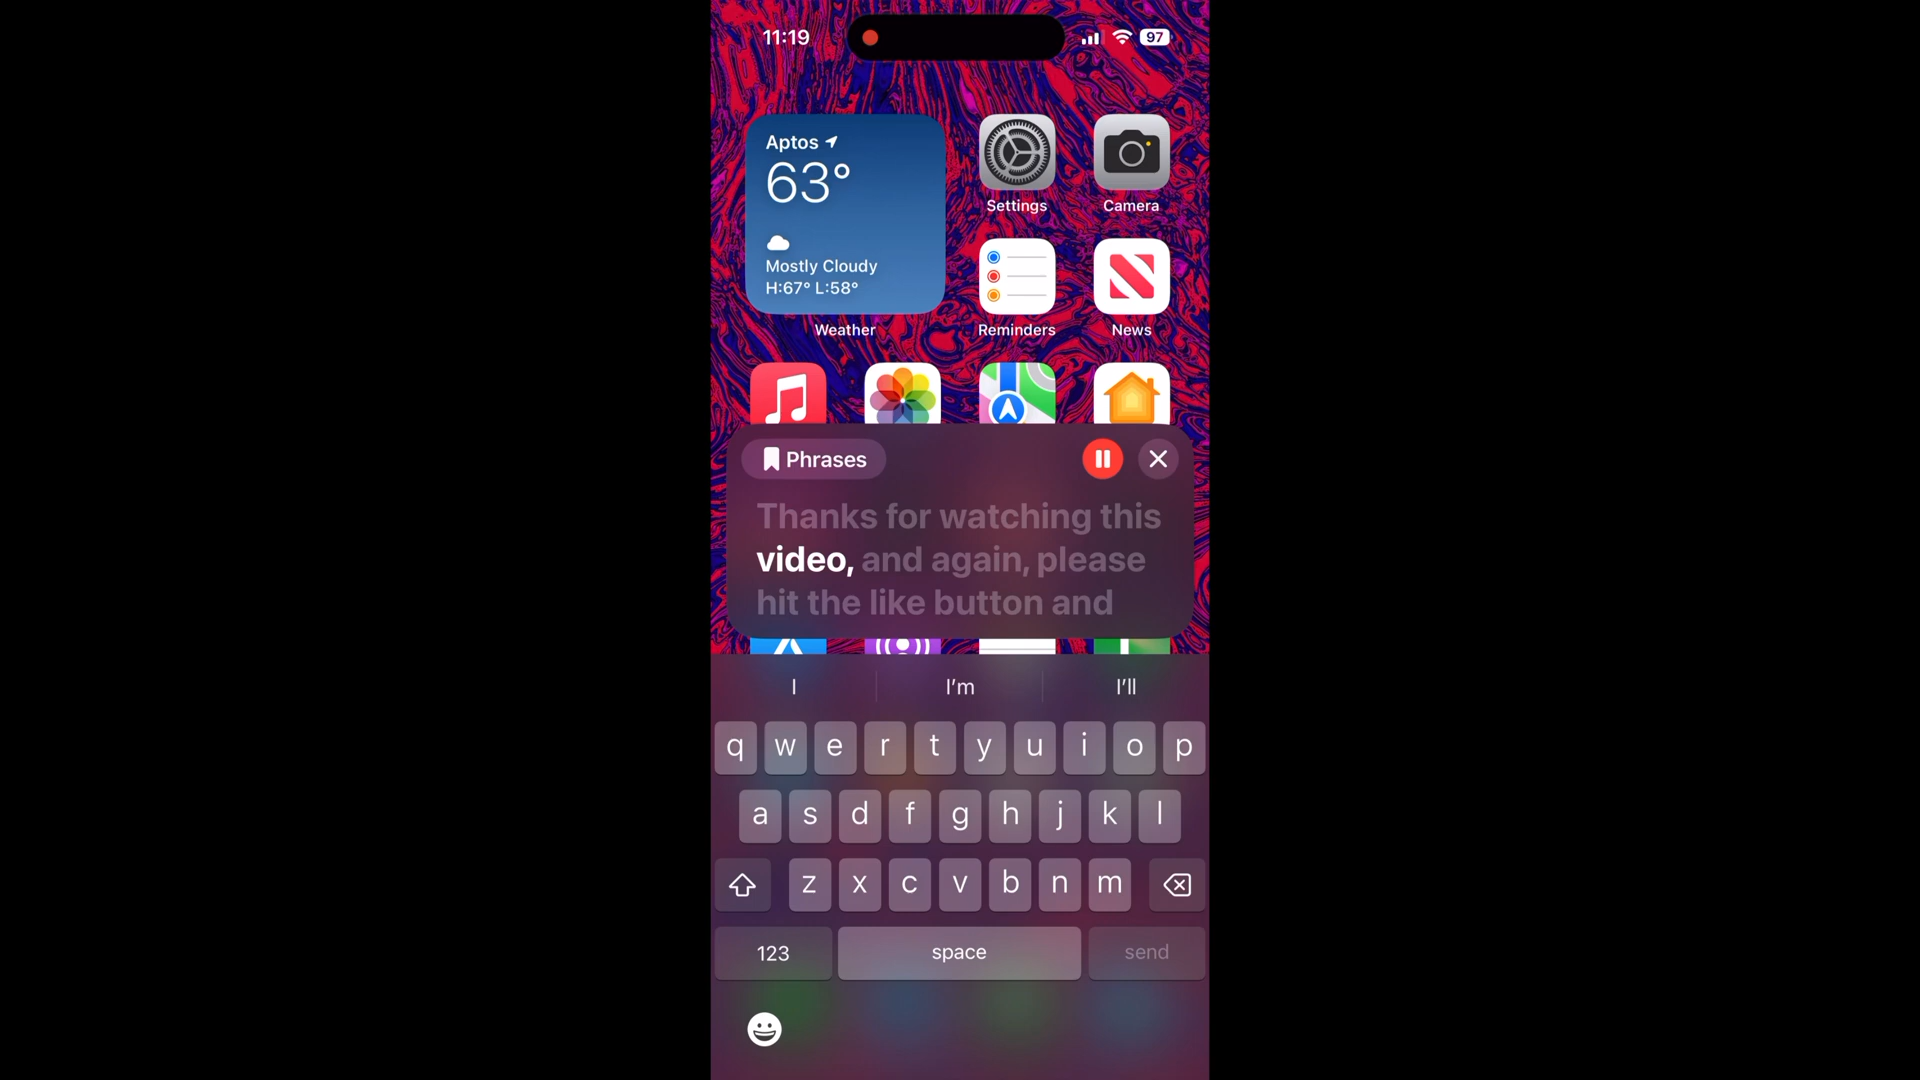 11:19
97
Aptos
63°
Mostly Cloudy
H:67° L:58°
Weather
Settings
Camera
Reminders
News
Phrases
Thanks for watching this
video, and again, please
hit the like button and
I
I'm
I'll
q w e r t y u i o p
a s d f g h j k l
z x c v b n m
123
space
send